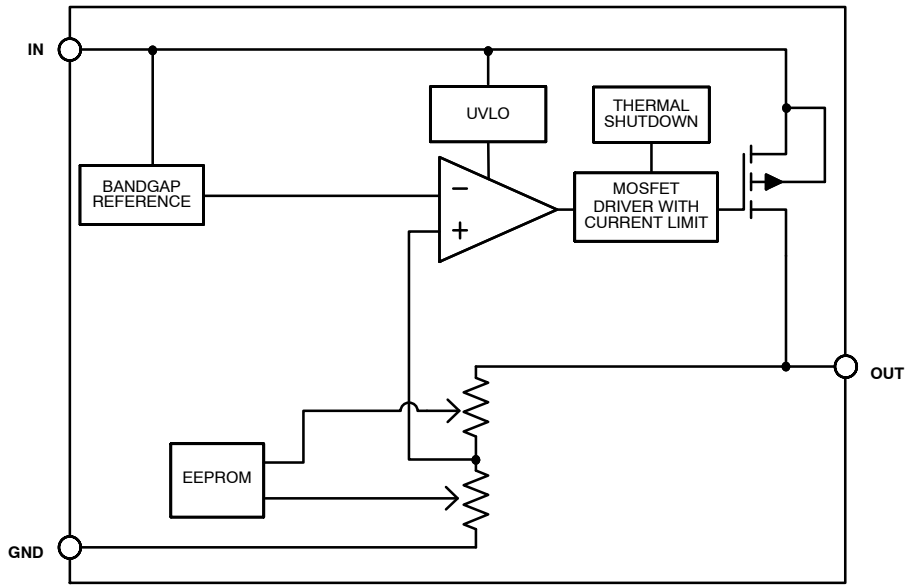 IN
UVLO
THERMAL
SHUTDOWN
BANDGAP
REFERENCE
−
+
MOSFET
DRIVER WITH
CURRENT LIMIT
OUT
EEPROM
GND